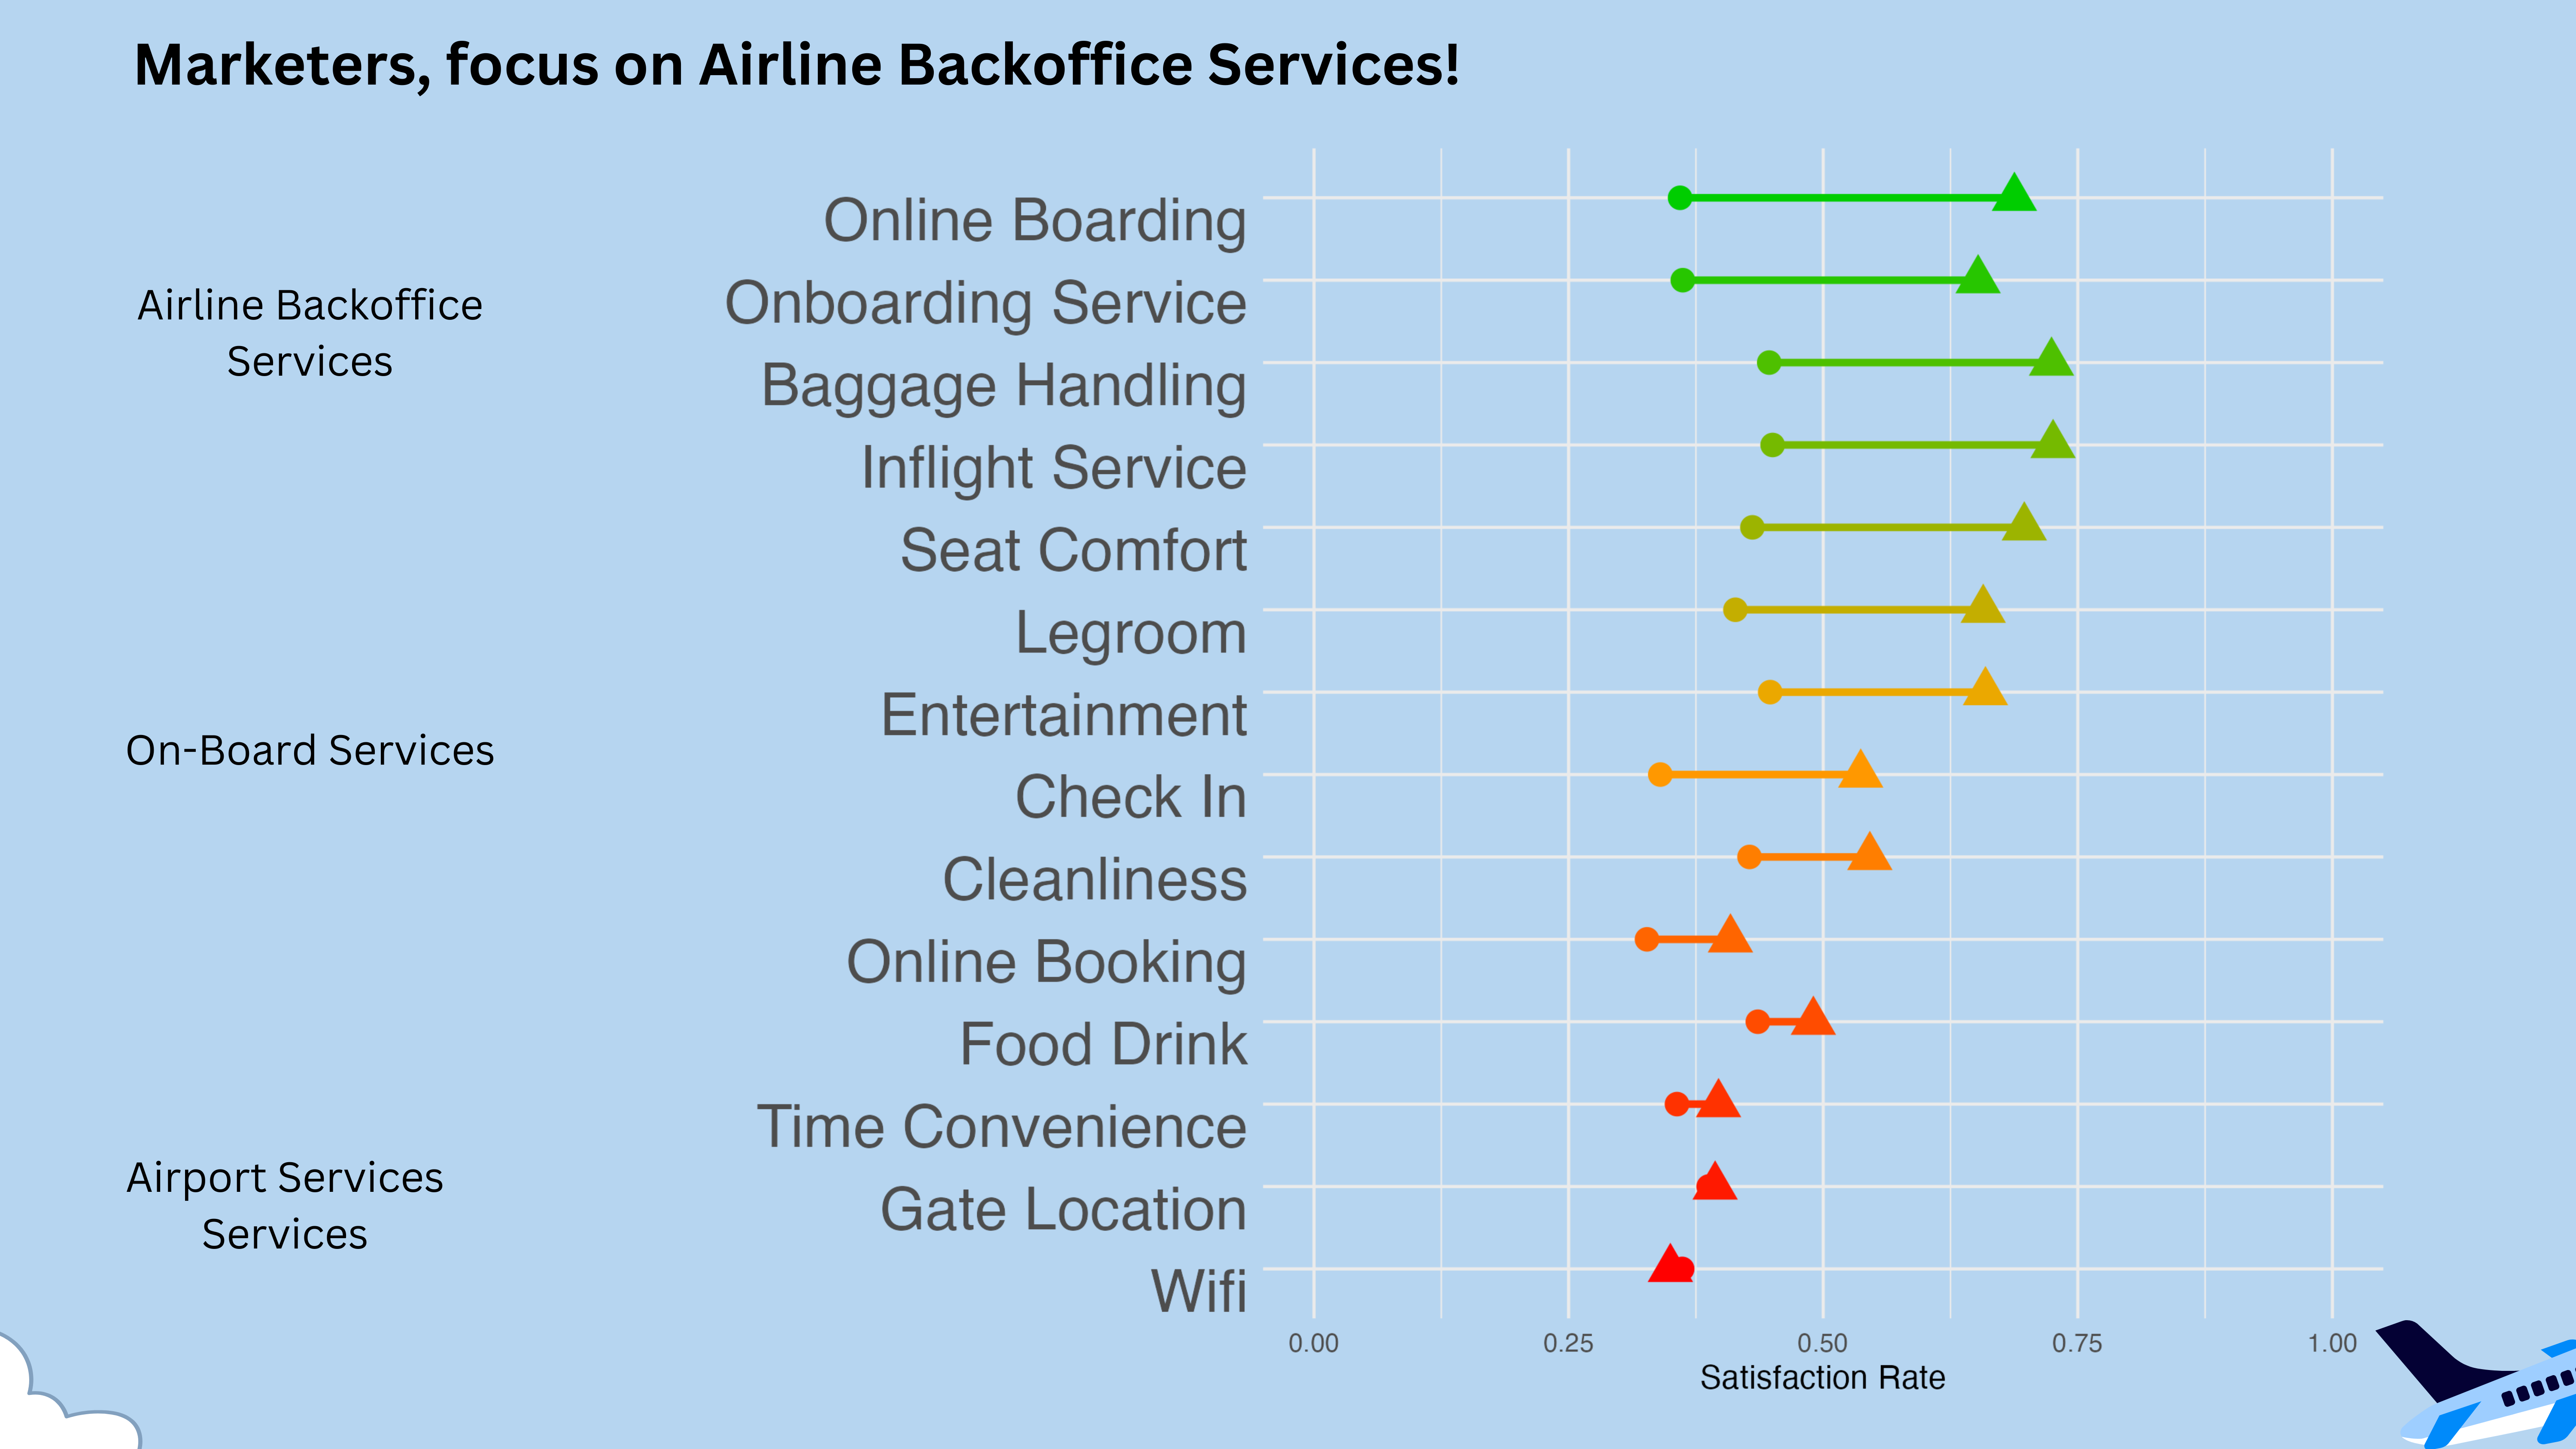 Marketers, focus on Airline Backoffice Services!
Airline Backoffice
Services
On-Board Services
Airport Services
Services
Online Boarding
Onboarding Service
Baggage Handling
Inflight Service
Seat Comfort
Legroom
Entertainment
Check In
Cleanliness
Online Booking
Food Drink
Time Convenience
Gate Location
Wifi
0.00 0.25 0.50 0.75 1.00
Satisfaction Rate